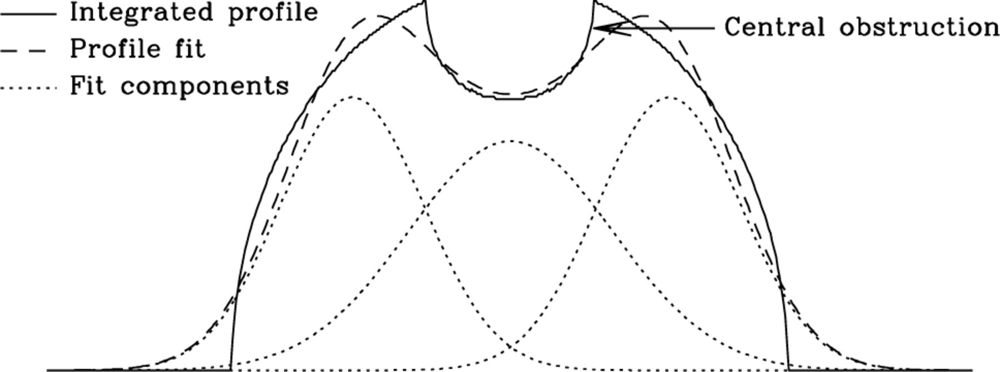 Integrated profile
Central obstruction
Profile fit
Fit components